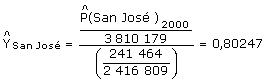 ^ P(San José )2000
3 810 179
^ Y San José = = 0,80247
( 241 464
2 416 809 )